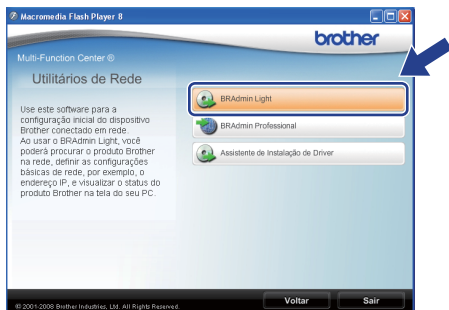 Macromedia Flash Player 8
brother
Multi-Function Center ®
Utilitários de Rede
Use este software para a
configuração inicial do dispositivo
Brother conectado em rede.
Ao usar o BRAdmin Light, você
poderá procurar o produto Brother
na rede, definir as configurações
básicas de rede, por exemplo, o
endereço IP, e visualizar o status do
produto Brother na tela do seu PC.
BRAdmin Light
BRAdmin Professional
Assistente de Instalação de Driver
© 2001-2008 Brother Industries, Ltd. All Rights Reserved.
Voltar
Sair